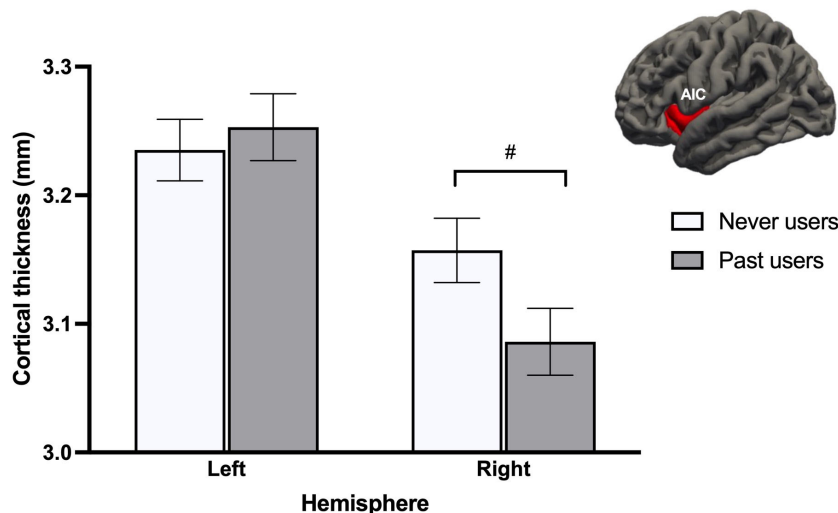 AIC
3.3
3.2
3.1
3.0
Cortical thickness (mm)
#
Never users
Past users
Left
Right
Hemisphere